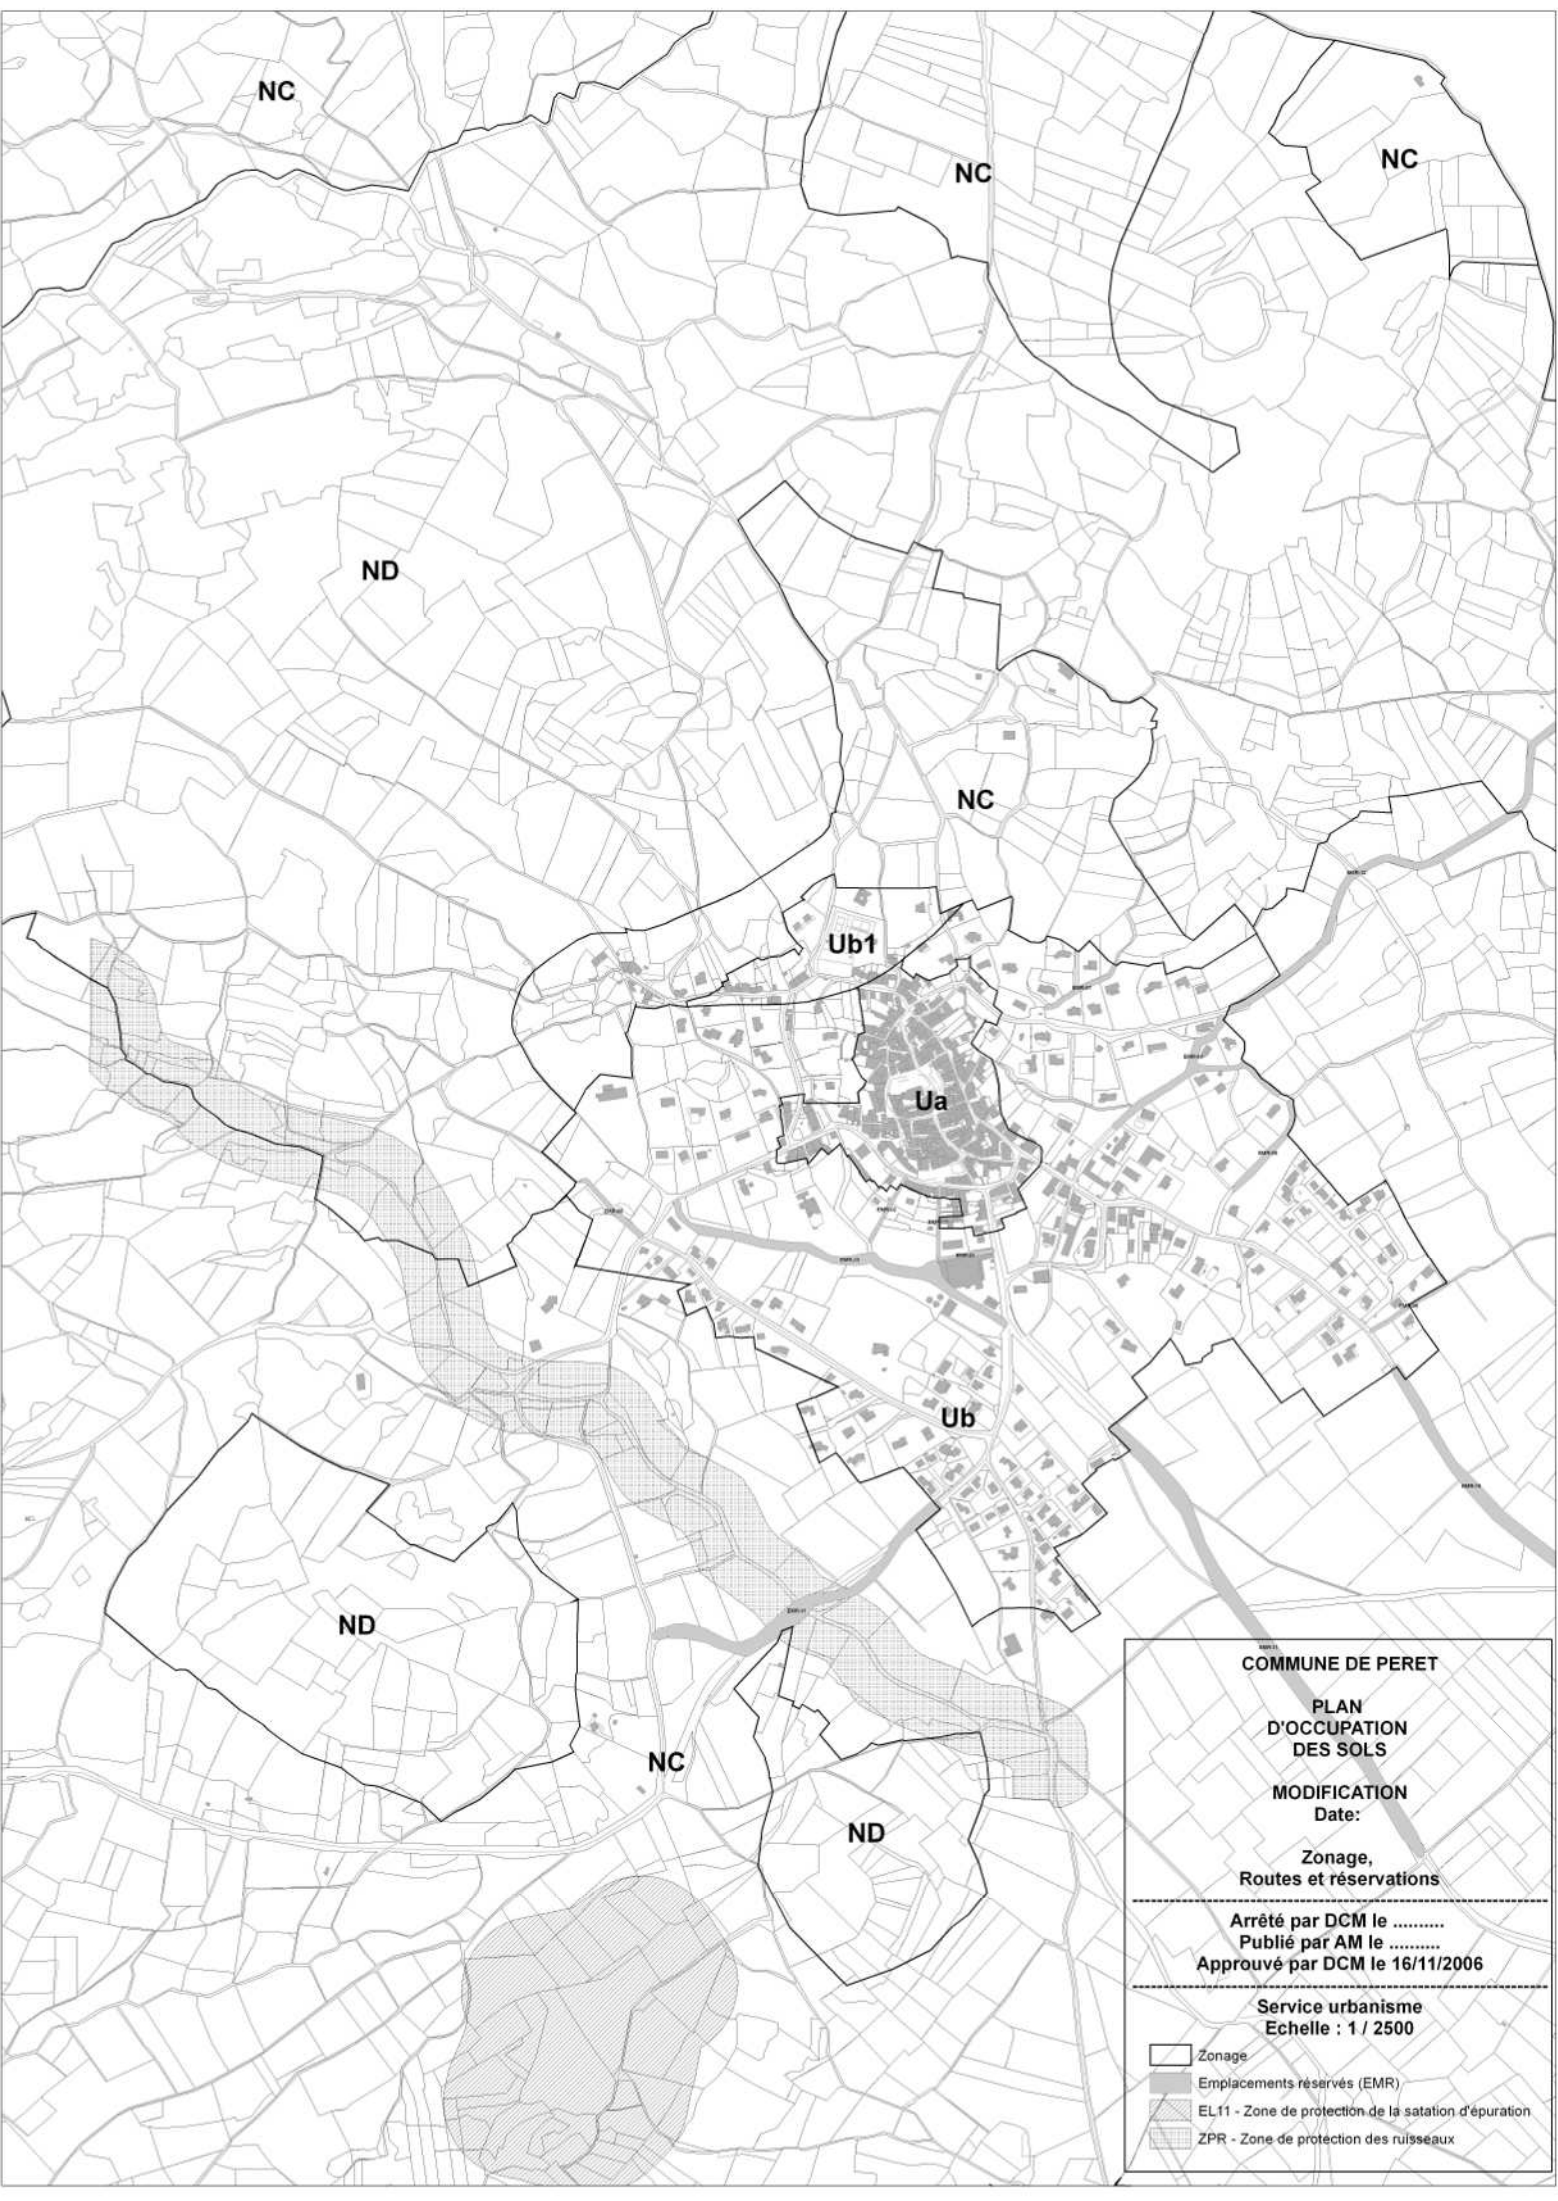 NC
NC
NC
ND
NC
Ub1
Ua
Ub
ND
NC
ND
COMMUNE DE PERET
PLAN
D'OCCUPATION
DES SOLS
MODIFICATION
Date:
Zonage,
Routes et réservations
Arrêté par DCM le ..........
Publié par AM le ..........
Approuvé par DCM le 16/11/2006
Service urbanisme
Echelle : 1 / 2500
Zonage
Emplacements réservés (EMR)
EL11 - Zone de protection de la satation d'épuration
ZPR - Zone de protection des ruisseaux